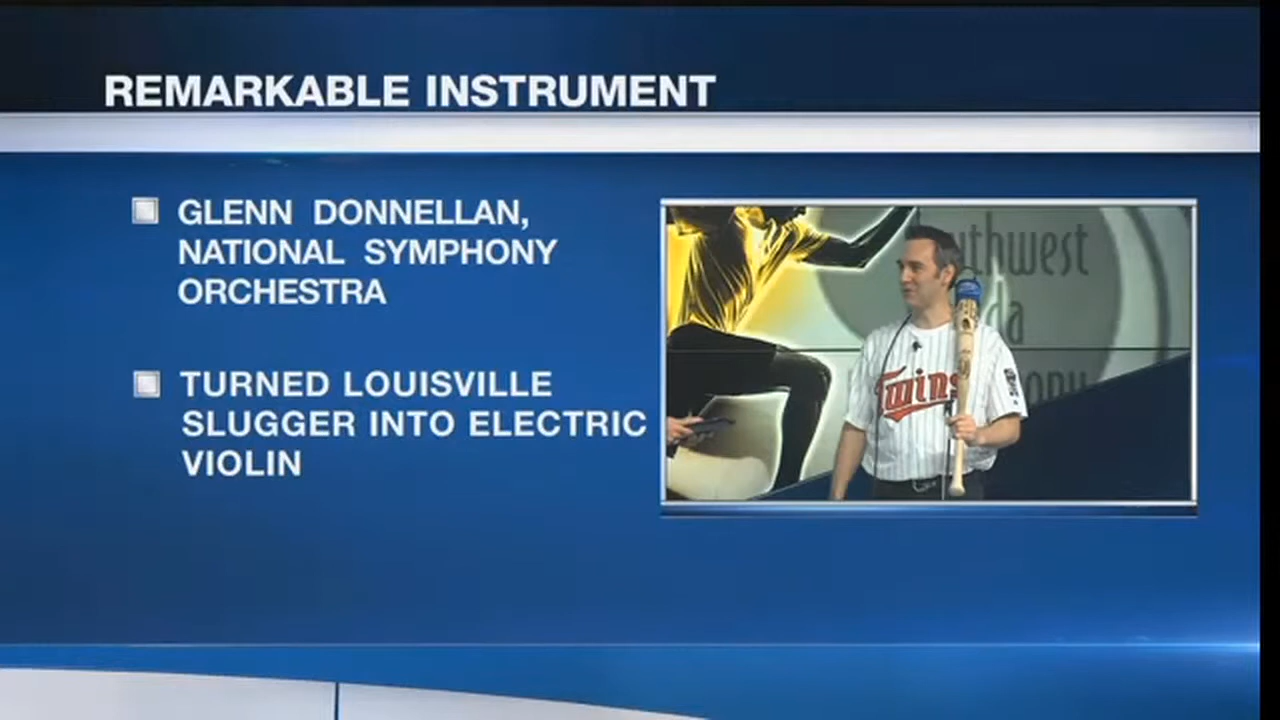 REMARKABLE INSTRUMENT
GLENN DONNELLAN,
NATIONAL SYMPHONY
ORCHESTRA
TURNED LOUISVILLE
SLUGGER INTO ELECTRIC
VIOLIN
Twins